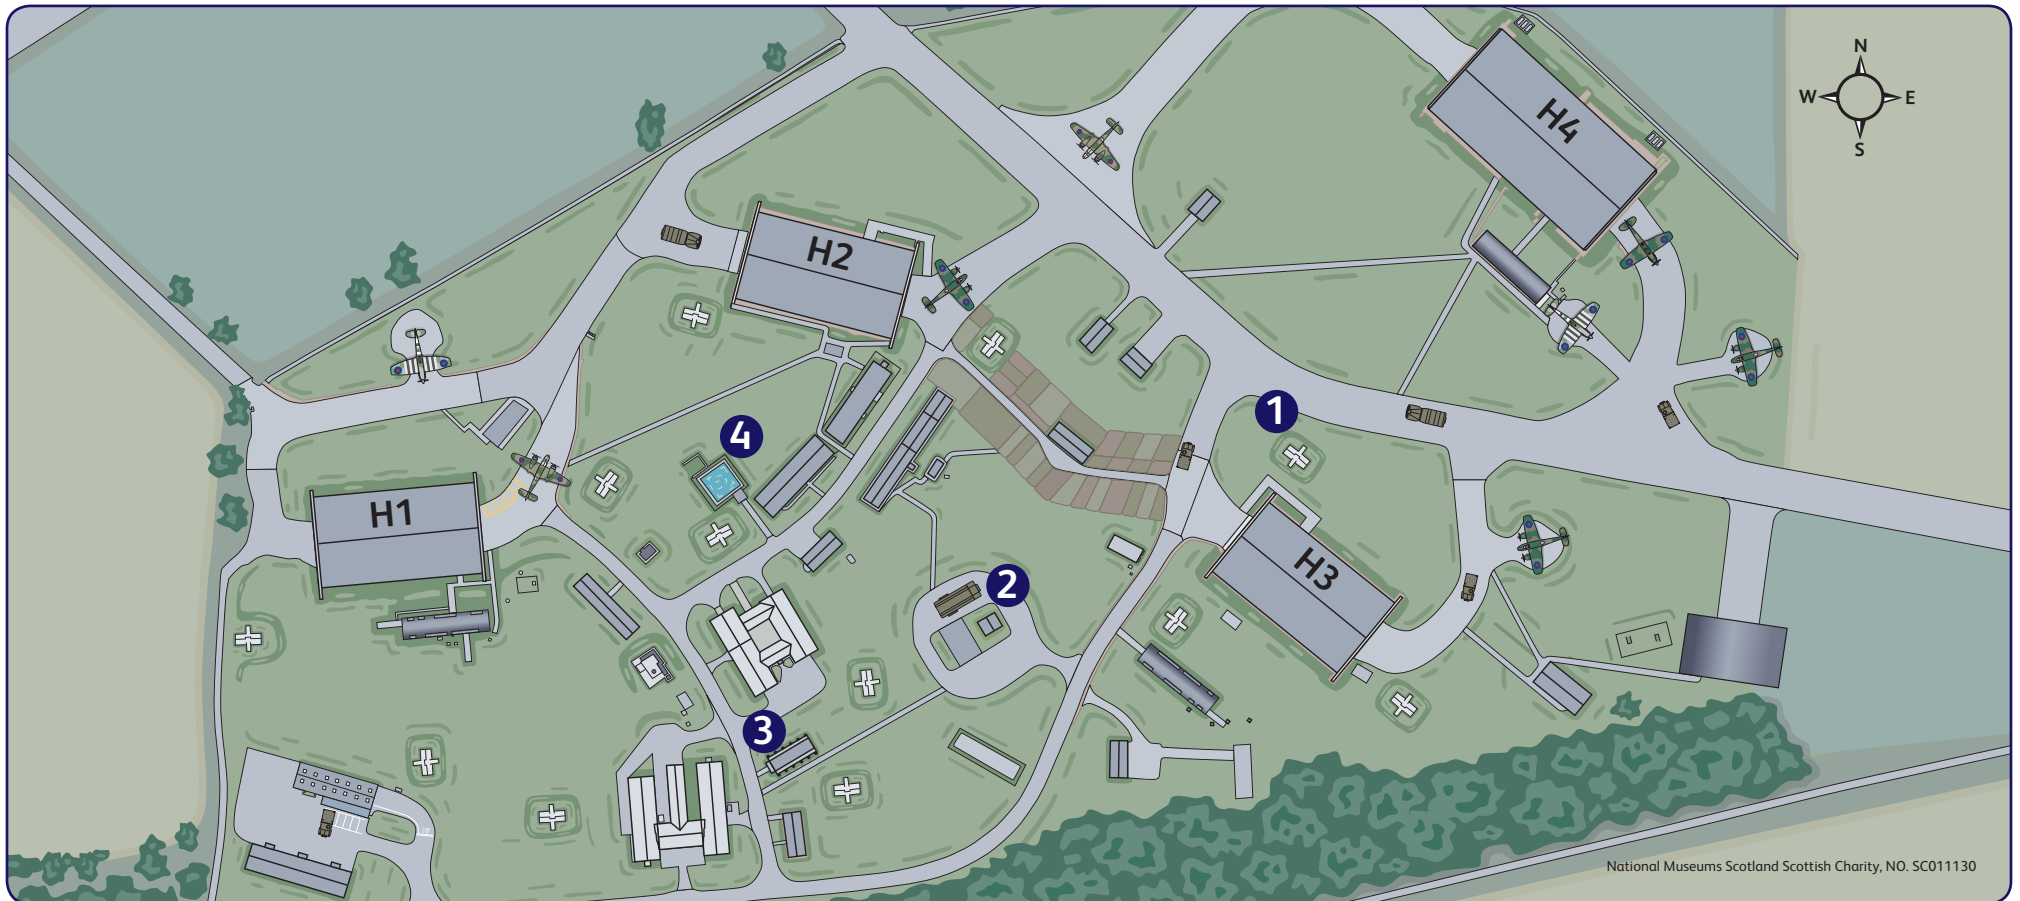 N
W E
S
H4
H2
1
4
H1
H3
2
3
National Museums Scotland Scottish Charity, NO. SC011130